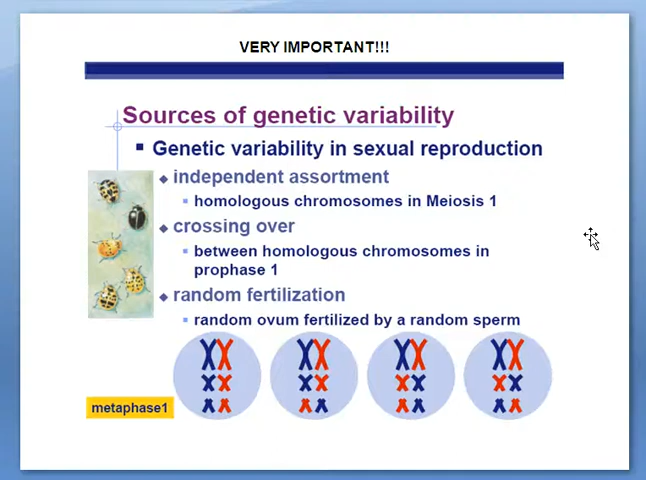 VERY IMPORTANT!!!
Sources of genetic variability
Genetic variability in sexual reproduction
independent assortment
homologous chromosomes in Meiosis 1
crossing over
between homologous chromosomes in
prophase 1
random fertilization
random ovum fertilized by a random sperm
metaphase1